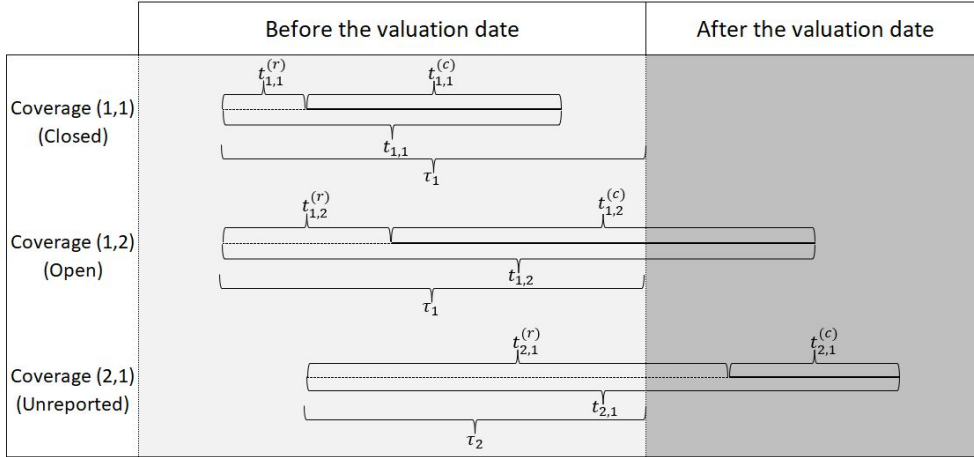 Before the valuation date
After the valuation date
Coverage (1,1)
(Closed)
t_{1,1}^{(r)}
t_{1,1}^{(c)}
t_{1,1}
τ_1
Coverage (1,2)
(Open)
t_{1,2}^{(r)}
t_{1,2}^{(c)}
t_{1,2}
τ_1
Coverage (2,1)
(Unreported)
t_{2,1}^{(r)}
t_{2,1}^{(c)}
t_{2,1}
τ_2